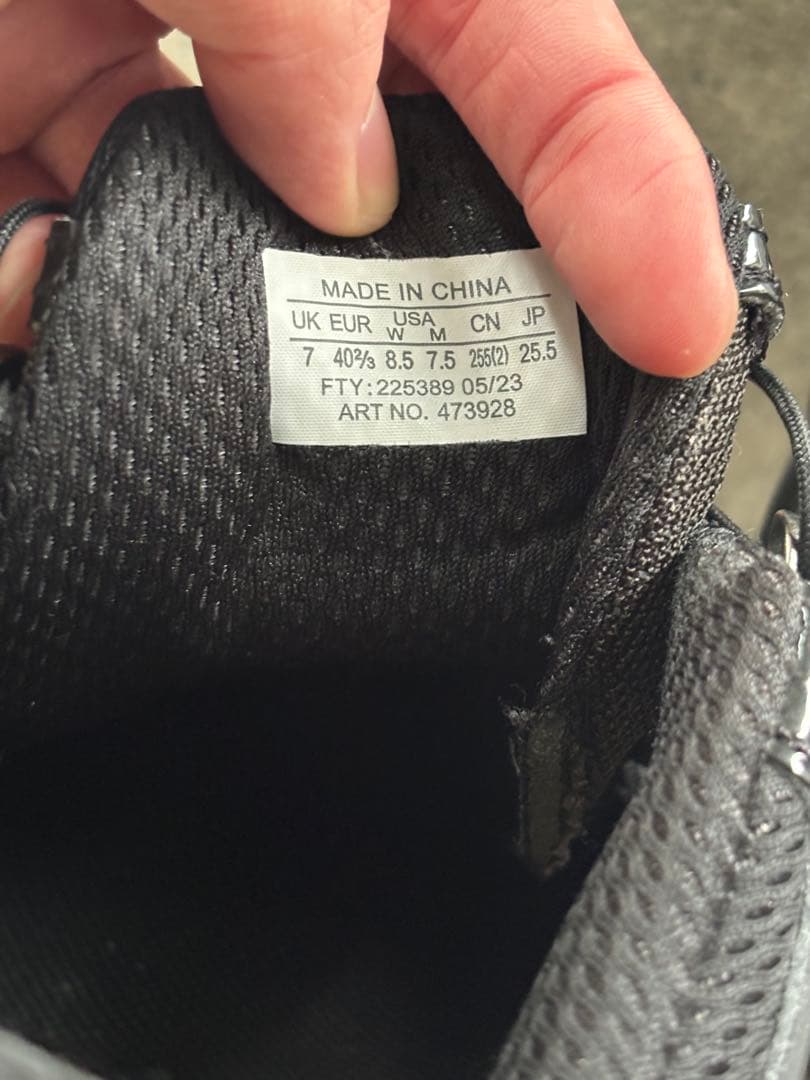 MADE IN CHINA
UK EUR USA CN JP
W M
7 40⅔ 8.5 7.5 255(2) 25.5
FTY: 225389 05/23
ART NO. 473928